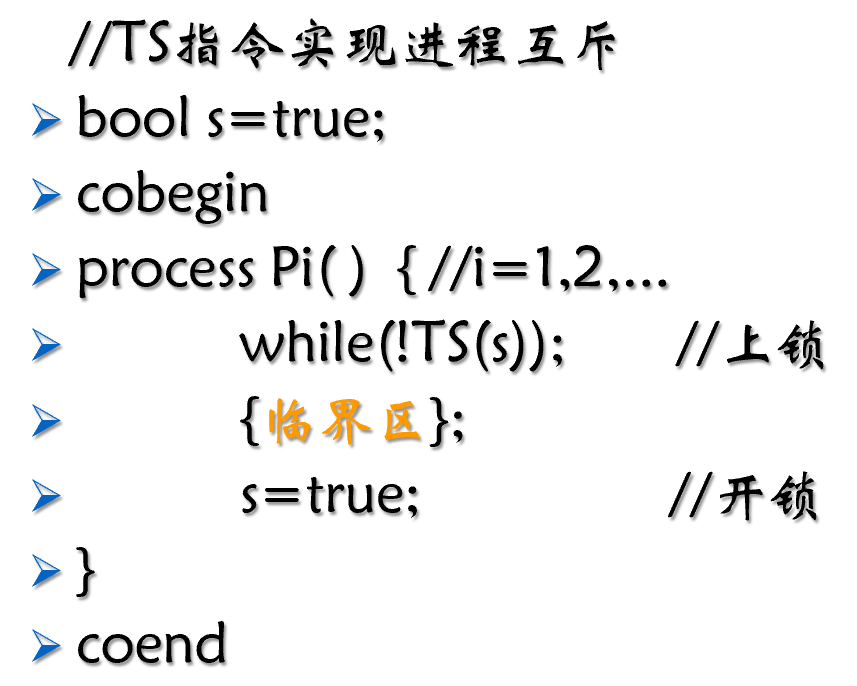 //TS指令实现进程互斥
bool s=true;
cobegin
process Pi( ) { //i=1,2,...
while(!TS(s)); //上锁
{临界区};
s=true; //开锁
}
coend